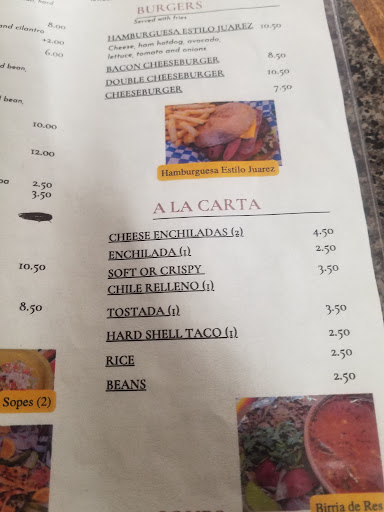 and cilantro
8.00
+2.00
6.00
bean,
10.00
12.00
2.50
3.50
10.50
8.50
Sopes (2)
BURGERS
Served with fries
HAMBURGUESA ESTILO JUAREZ 10.50
Cheese, ham hotdog, avocado,
lettuce, tomato and onions
BACON CHEESEBURGER 8.50
DOUBLE CHEESEBURGER 10.50
CHEESEBURGER 7.50
Hamburguesa Estilo Juarez
A LA CARTA
CHEESE ENCHILADAS (2) 4.50
ENCHILADA (1) 2.50
SOFT OR CRISPY 3.50
CHILE RELLENO (1)
TOSTADA (1) 3.50
HARD SHELL TACO (1) 2.50
RICE 2.50
BEANS 2.50
Birria de Res